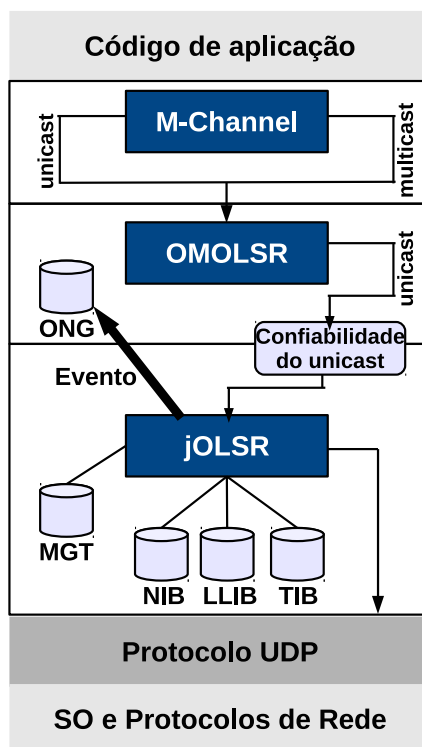 Código de aplicação
M-Channel
unicast
multicast
OMOLSR
unicast
ONG
Confiabilidade
do unicast
Evento
jOLSR
MGT
NIB
LLIB
TIB
Protocolo UDP
SO e Protocolos de Rede